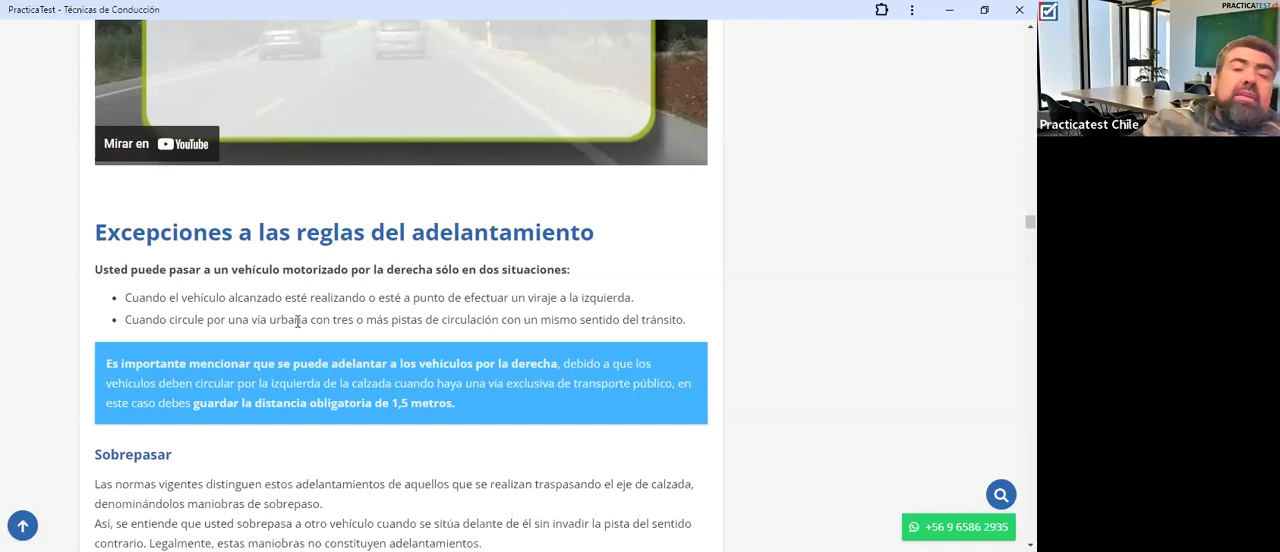 PracticaTest - Técnicas de Conducción
PRACTICATEST
Practicatest Chile
Mirar en YouTube
Excepciones a las reglas del adelantamiento
Usted puede pasar a un vehículo motorizado por la derecha sólo en dos situaciones:
• Cuando el vehículo alcanzado esté realizando o esté a punto de efectuar un viraje a la izquierda.
• Cuando circule por una vía urbana con tres o más pistas de circulación con un mismo sentido del tránsito.
Es importante mencionar que se puede adelantar a los vehículos por la derecha, debido a que los
vehículos deben circular por la izquierda de la calzada cuando haya una vía exclusiva de transporte público, en
este caso debes guardar la distancia obligatoria de 1,5 metros.
Sobrepasar
Las normas vigentes distinguen estos adelantamientos de aquellos que se realizan traspasando el eje de calzada,
denominándolos maniobras de sobrepaso.
Así, se entiende que usted sobrepasa a otro vehículo cuando se sitúa delante de él sin invadir la pista del sentido
contrario. Legalmente, estas maniobras no constituyen adelantamientos.
+56 9 6586 2935